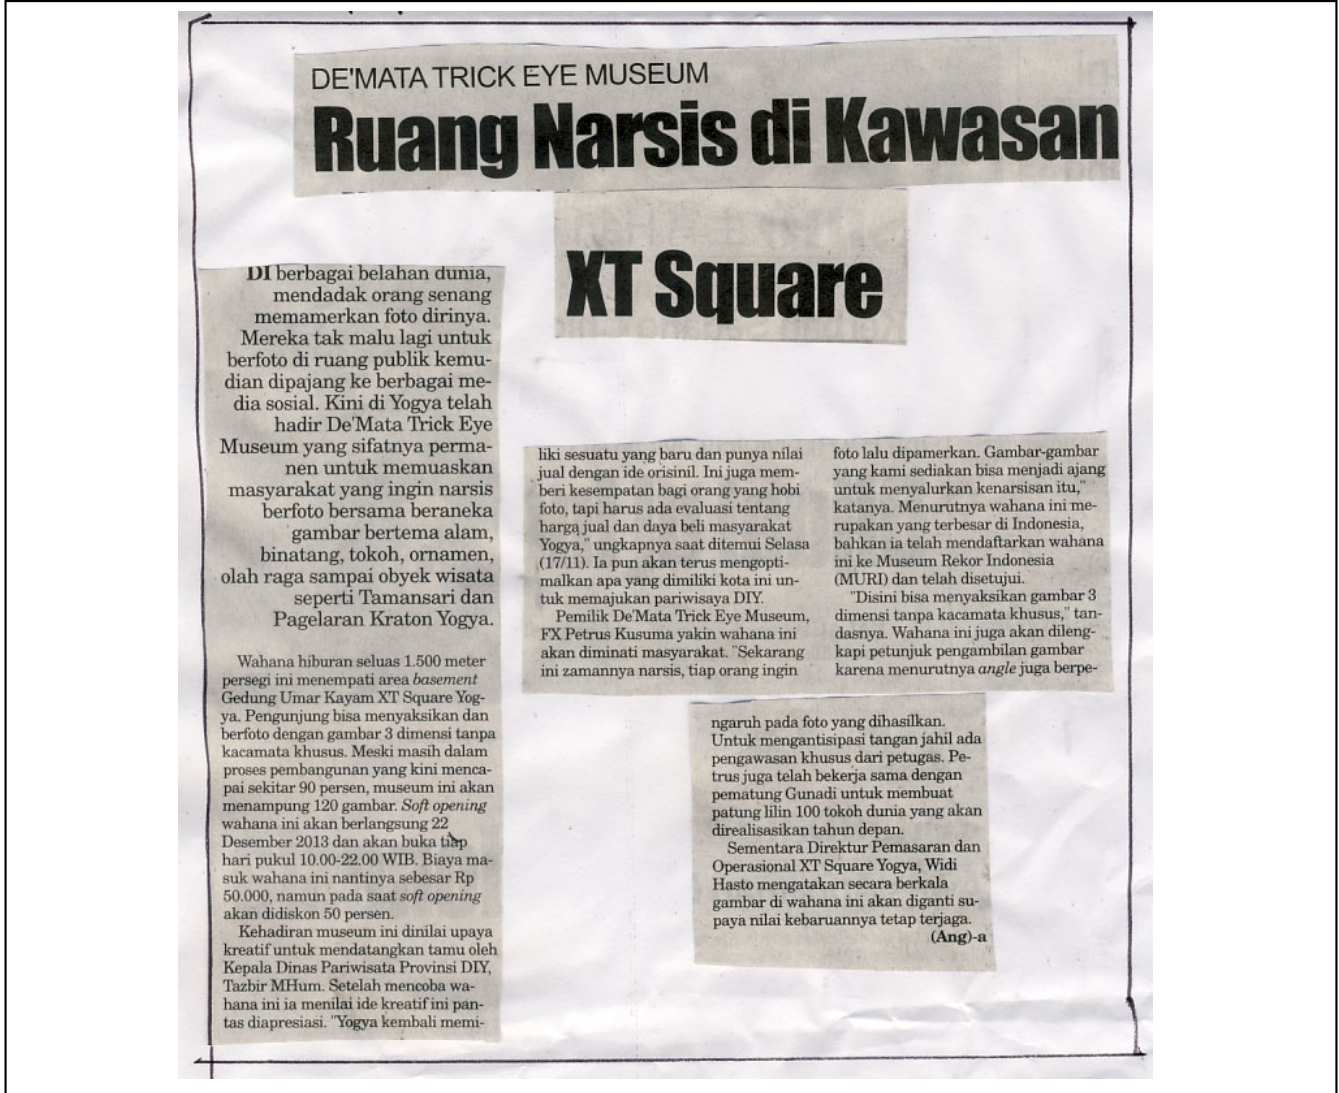 DE'MATA TRICK EYE MUSEUM
Ruang Narsis di Kawasan
XT Square
DI berbagai belahan dunia,
mendadak orang senang
memamerkan foto dirinya.
Mereka tak malu lagi untuk
berfoto di ruang publik kemu-
dian dipajang ke berbagai me-
dia sosial. Kini di Yogya telah
hadir De'Mata Trick Eye
Museum yang sifatnya perma-
nen untuk memuaskan
masyarakat yang ingin narsis
berfoto bersama beraneka
gambar bertema alam,
binatang, tokoh, ornamen,
olah raga sampai obyek wisata
seperti Tamansari dan
Pagelaran Kraton Yogya.
Wahana hiburan seluas 1.500 meter
persegi ini menempati area basement
Gedung Umar Kayam XT Square Yog-
ya. Pengunjung bisa menyaksikan dan
berfoto dengan gambar 3 dimensi tanpa
kacamata khusus. Meski masih dalam
proses pembangunan yang kini menca-
pai sekitar 90 persen, museum ini akan
menampung 120 gambar. Soft opening
wahana ini akan berlangsung 22
Desember 2013 dan akan buka tiap
hari pukul 10.00-22.00 WIB. Biaya ma-
suk wahana ini nantinya sebesar Rp
50.000, namun pada saat soft opening
akan didiskon 50 persen.
Kehadiran museum ini dinilai upaya
kreatif untuk mendatangkan tamu oleh
Kepala Dinas Pariwisata Provinsi DIY,
Tazbir MHum. Setelah mencoba wa-
hana ini ia menilai ide kreatif ini pan-
tas diapresiasi. "Yogya kembali memi-
liki sesuatu yang baru dan punya nilai
jual dengan ide orisinil. Ini juga mem-
beri kesempatan bagi orang yang hobi
foto, tapi harus ada evaluasi tentang
harga jual dan daya beli masyarakat
Yogya," ungkapnya saat ditemui Selasa
(17/11). Ia pun akan terus mengopti-
malkan apa yang dimiliki kota ini un-
tuk memajukan pariwisaya DIY.
Pemilik De'Mata Trick Eye Museum,
FX Petrus Kusuma yakin wahana ini
akan diminati masyarakat. "Sekarang
ini zamannya narsis, tiap orang ingin
foto lalu dipamerkan. Gambar-gambar
yang kami sediakan bisa menjadi ajang
untuk menyalurkan kenarsisan itu,"
katanya. Menurutnya wahana ini me-
rupakan yang terbesar di Indonesia,
bahkan ia telah mendaftarkan wahana
ini ke Museum Rekor Indonesia
(MURI) dan telah disetujui.
"Disini bisa menyaksikan gambar 3
dimensi tanpa kacamata khusus," tan-
dasnya. Wahana ini juga akan dileng-
kapi petunjuk pengambilan gambar
karena menurutnya angle juga berpe-
ngaruh pada foto yang dihasilkan.
Untuk mengantisipasi tangan jahil ada
pengawasan khusus dari petugas. Pe-
trus juga telah bekerja sama dengan
pematung Gunadi untuk membuat
patung lilin 100 tokoh dunia yang akan
direalisasikan tahun depan.
Sementara Direktur Pemasaran dan
Operasional XT Square Yogya, Widi
Hasto mengatakan secara berkala
gambar di wahana ini akan diganti su-
paya nilai kebaruannya tetap terjaga.
(Ang)-a